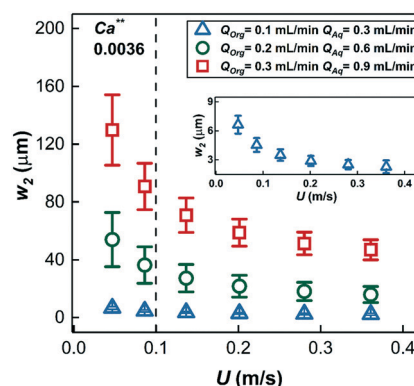 Ca**
0.0036
Q_Org = 0.1 mL/min Q_Aq = 0.3 mL/min
Q_Org = 0.2 mL/min Q_Aq = 0.6 mL/min
Q_Org = 0.3 mL/min Q_Aq = 0.9 mL/min
200
160
120
80
40
0
w₂ (μm)
9
6
3
w₂ (μm)
0.0 0.1 0.2 0.3 0.4
U (m/s)
0.0 0.1 0.2 0.3 0.4
U (m/s)